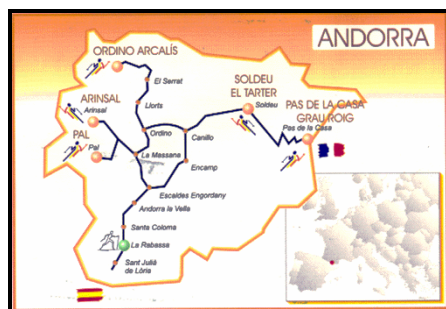 ANDORRA
ORDINO ARCALÍS
El Serrat
SOLDEU
EL TARTER
ARINSAL
Arinsal
Llorts
Soldeu
PAS DE LA CASA
GRAU ROIG
Pas de la Casa
PAL
Pal
Ordino
Canillo
La Massana
Encamp
Escaldes Engordany
Andorra la Vella
Santa Coloma
La Rabassa
Sant Julià
de Lòria